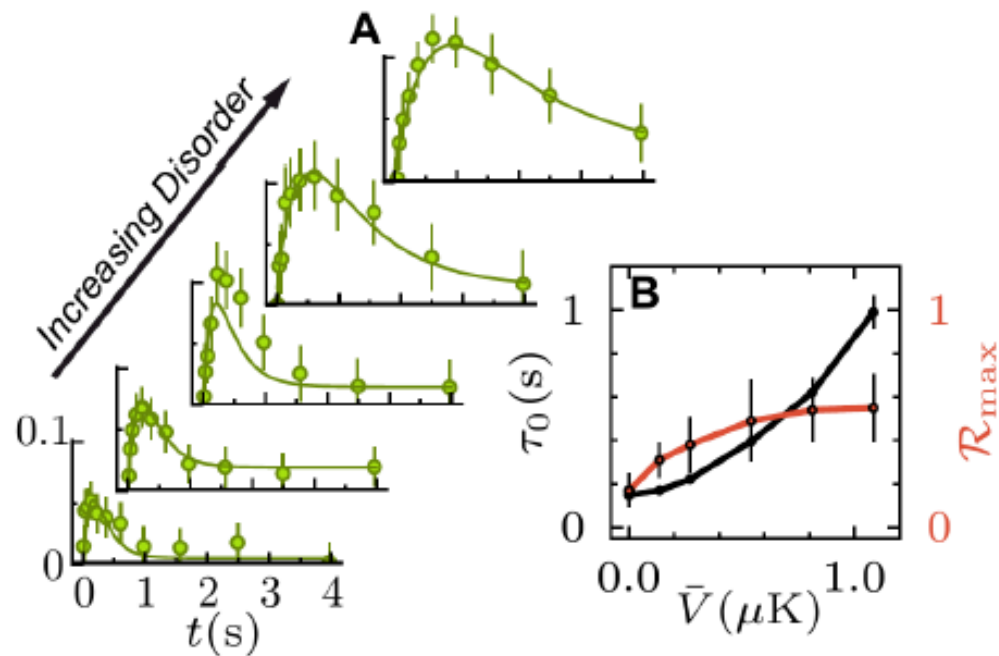 A
Increasing Disorder
0.1
0
0 1 2 3 4
t(s)
B
1
0
τ₀(s)
1
0
ℛmax
0.0 1.0
V̄(μK)